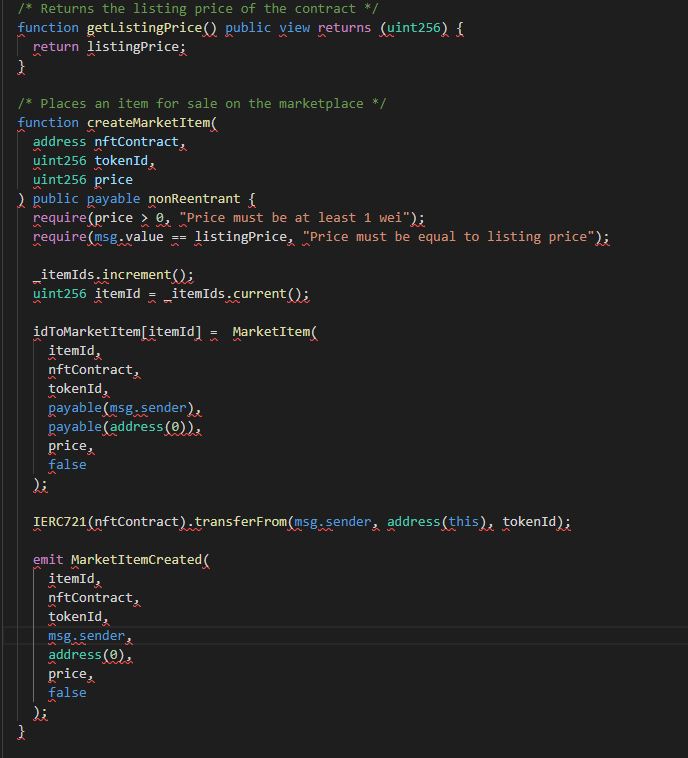 /* Returns the listing price of the contract */
function getListingPrice() public view returns (uint256) {
return listingPrice;
}
/* Places an item for sale on the marketplace */
function createMarketItem(
address nftContract,
uint256 tokenId,
uint256 price
) public payable nonReentrant {
require(price > 0, "Price must be at least 1 wei");
require(msg.value == listingPrice, "Price must be equal to listing price");
_itemIds.increment();
uint256 itemId = _itemIds.current();
idToMarketItem[itemId] =  MarketItem(
itemId,
nftContract,
tokenId,
payable(msg.sender),
payable(address(0)),
price,
false
);
IERC721(nftContract).transferFrom(msg.sender, address(this), tokenId);
emit MarketItemCreated(
itemId,
nftContract,
tokenId,
msg.sender,
address(0),
price,
false
);
}